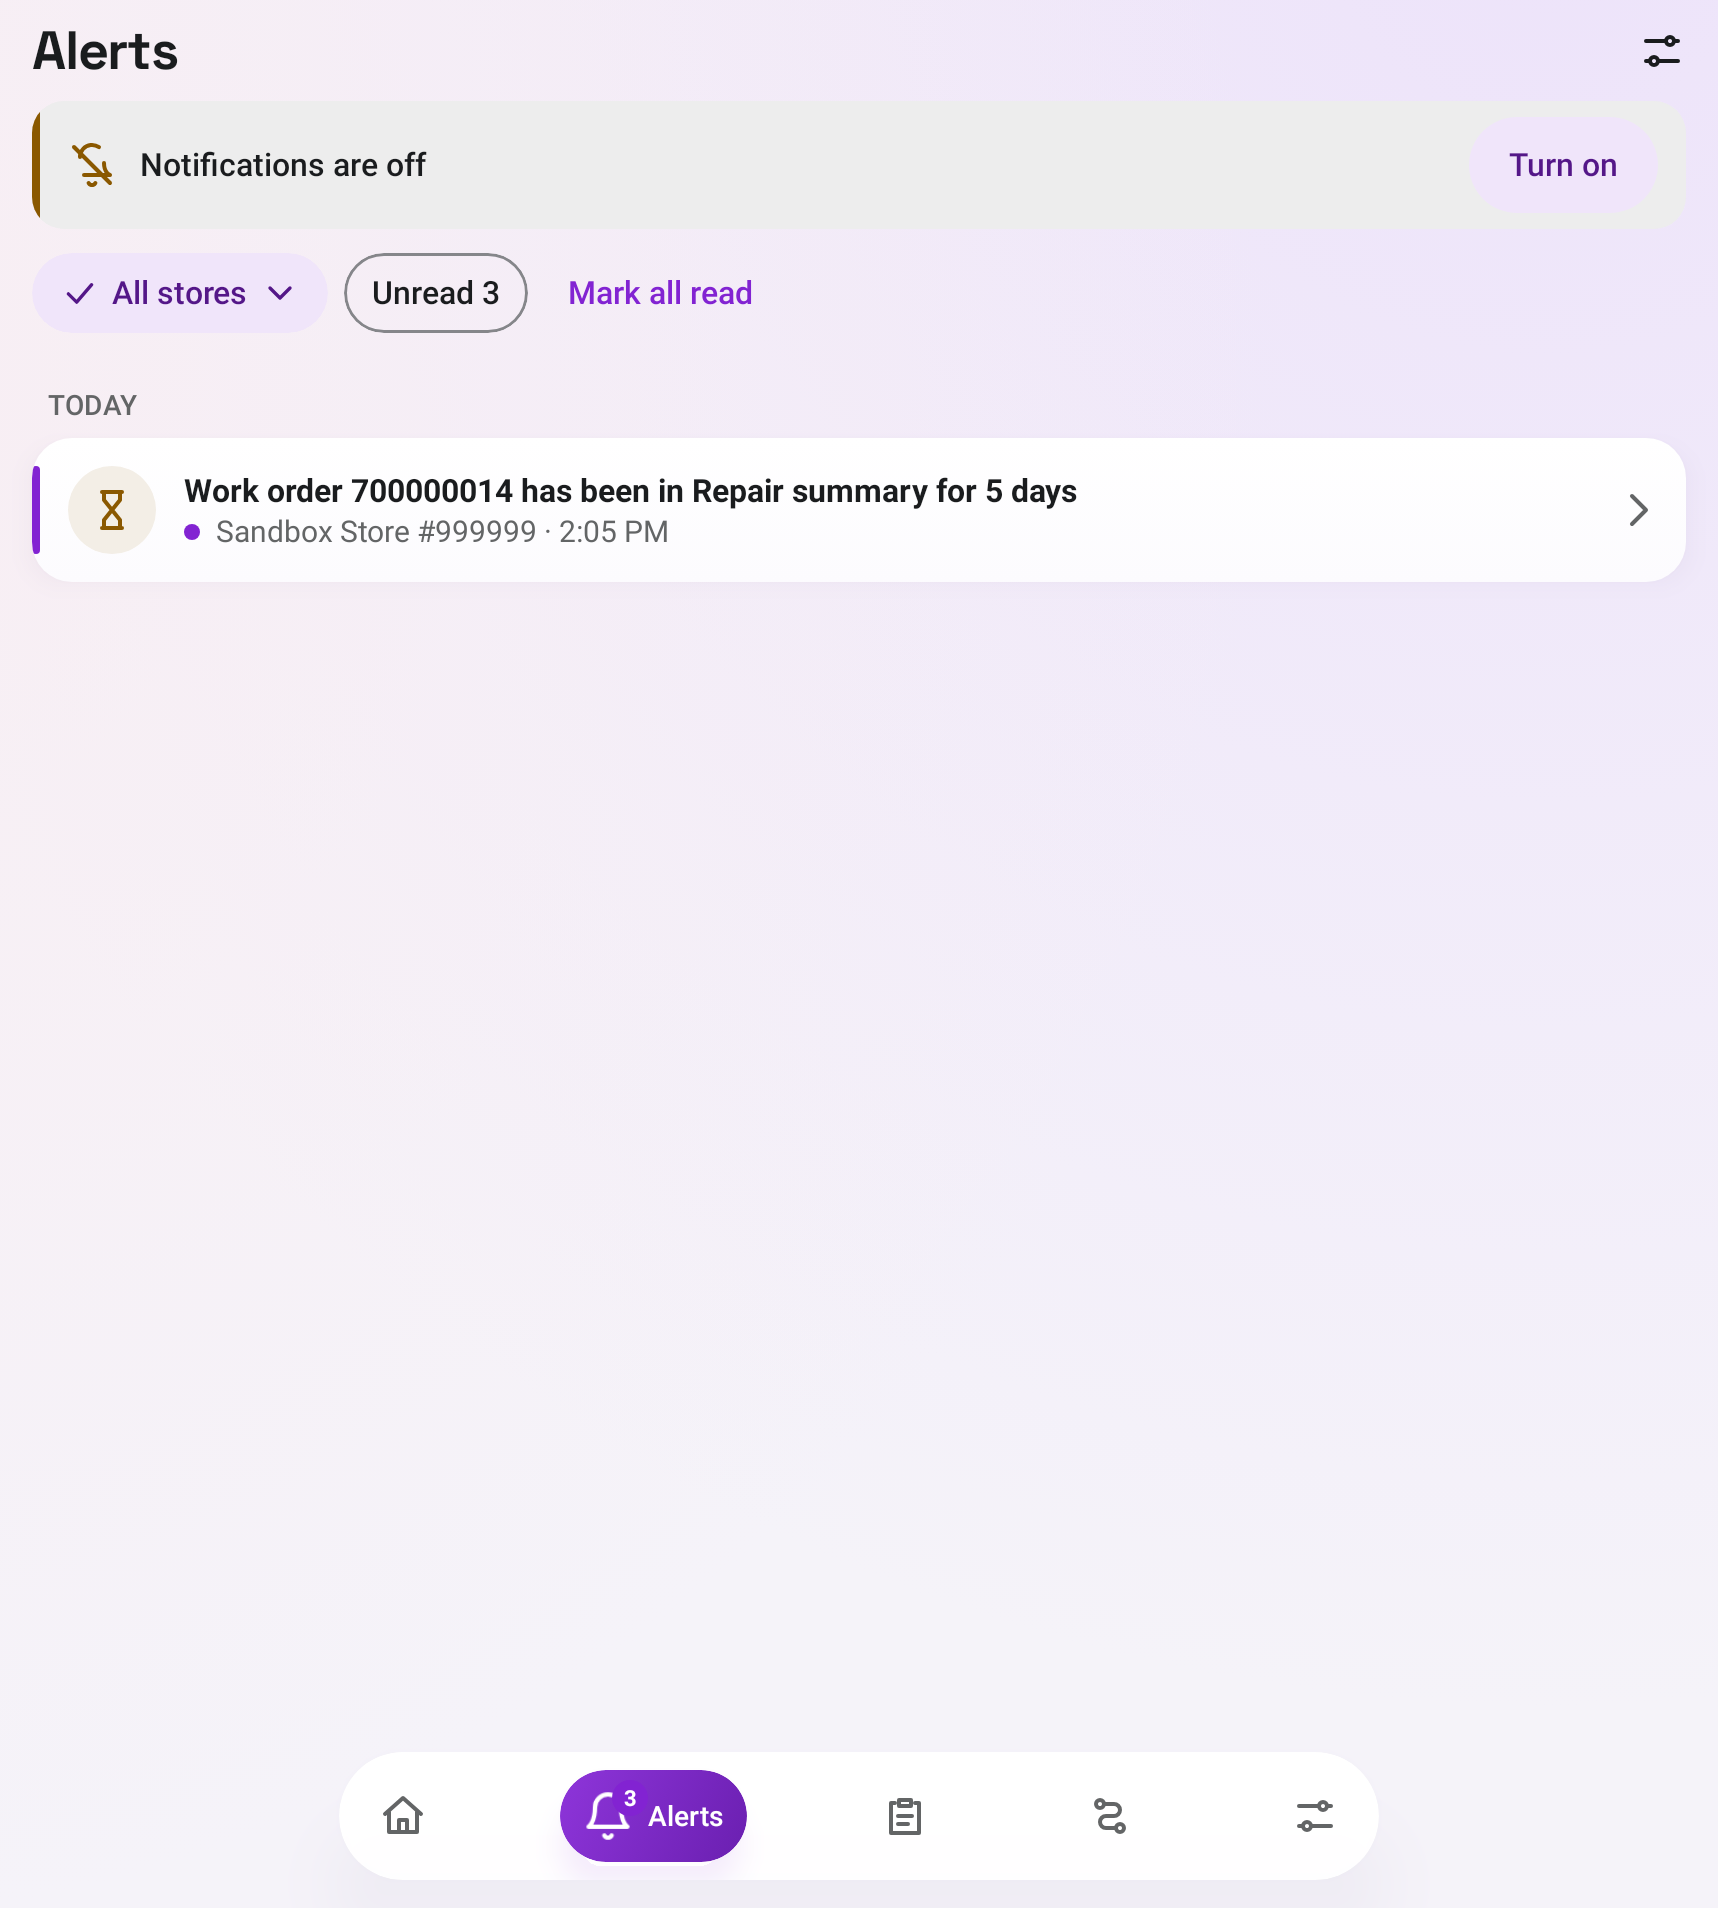 Alerts
Notifications are off
Turn on
All stores
Unread 3
Mark all read
TODAY
Work order 700000014 has been in Repair summary for 5 days
Sandbox Store #999999 · 2:05 PM
3
Alerts